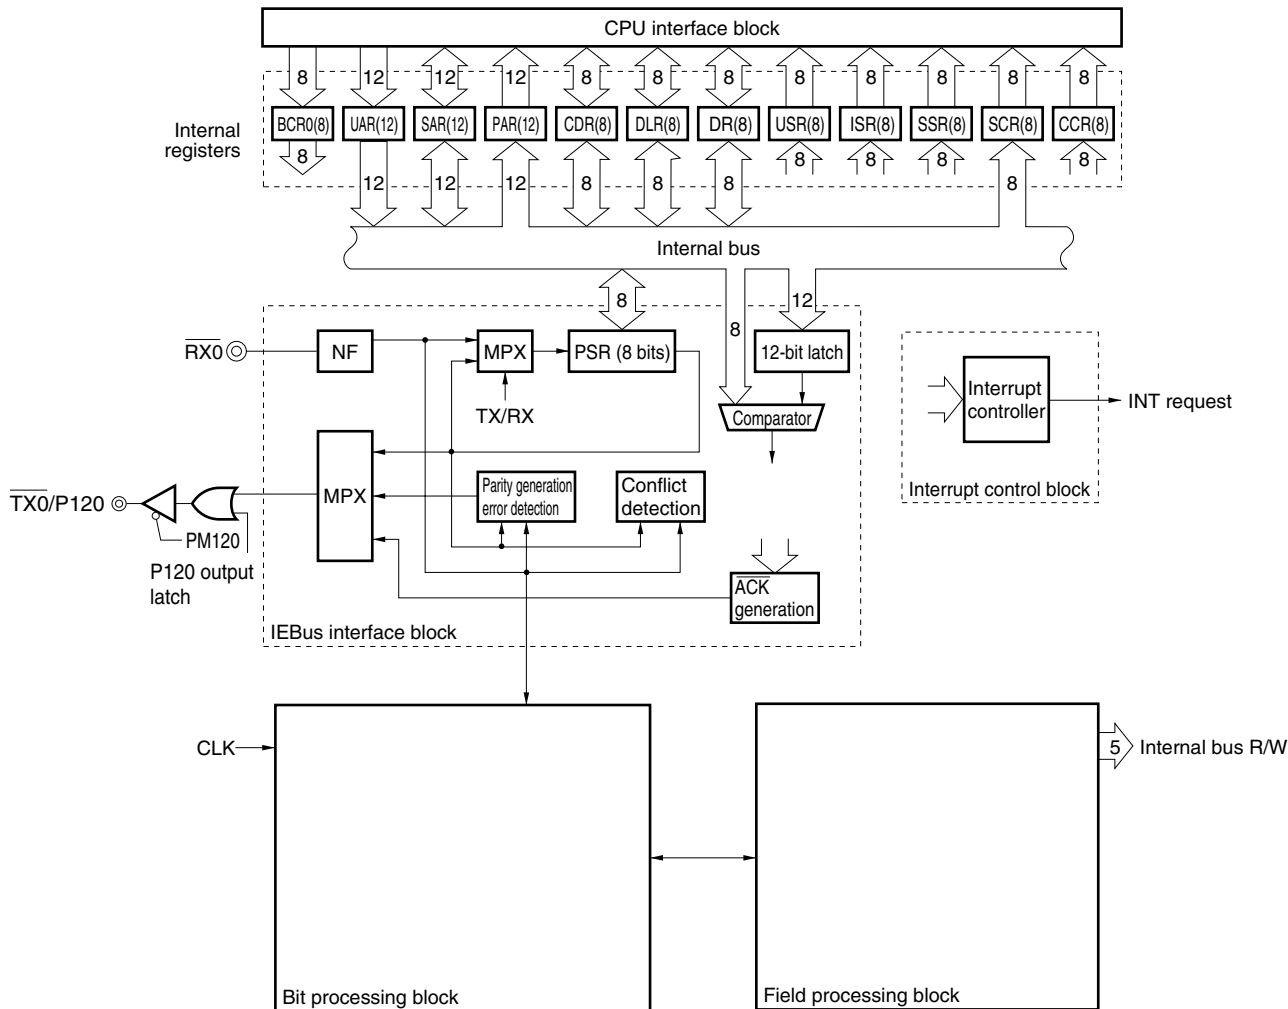 CPU interface block
8 12 12 12 8 8 8 8 8 8 8 8
Internal
registers
BCR0(8) UAR(12) SAR(12) PAR(12) CDR(8) DLR(8) DR(8) USR(8) ISR(8) SSR(8) SCR(8) CCR(8)
8 8 8 8 8
12 12 12 8 8 8 8
Internal bus
8 8 12
RX0
NF
MPX
PSR (8 bits)
12-bit latch
TX/RX
Comparator
Interrupt
controller
INT request
Interrupt control block
TX0/P120
MPX
Parity generation
error detection
Conflict
detection
PM120
P120 output
latch
ACK
generation
IEBus interface block
CLK
5
Internal bus R/W
Bit processing block
Field processing block